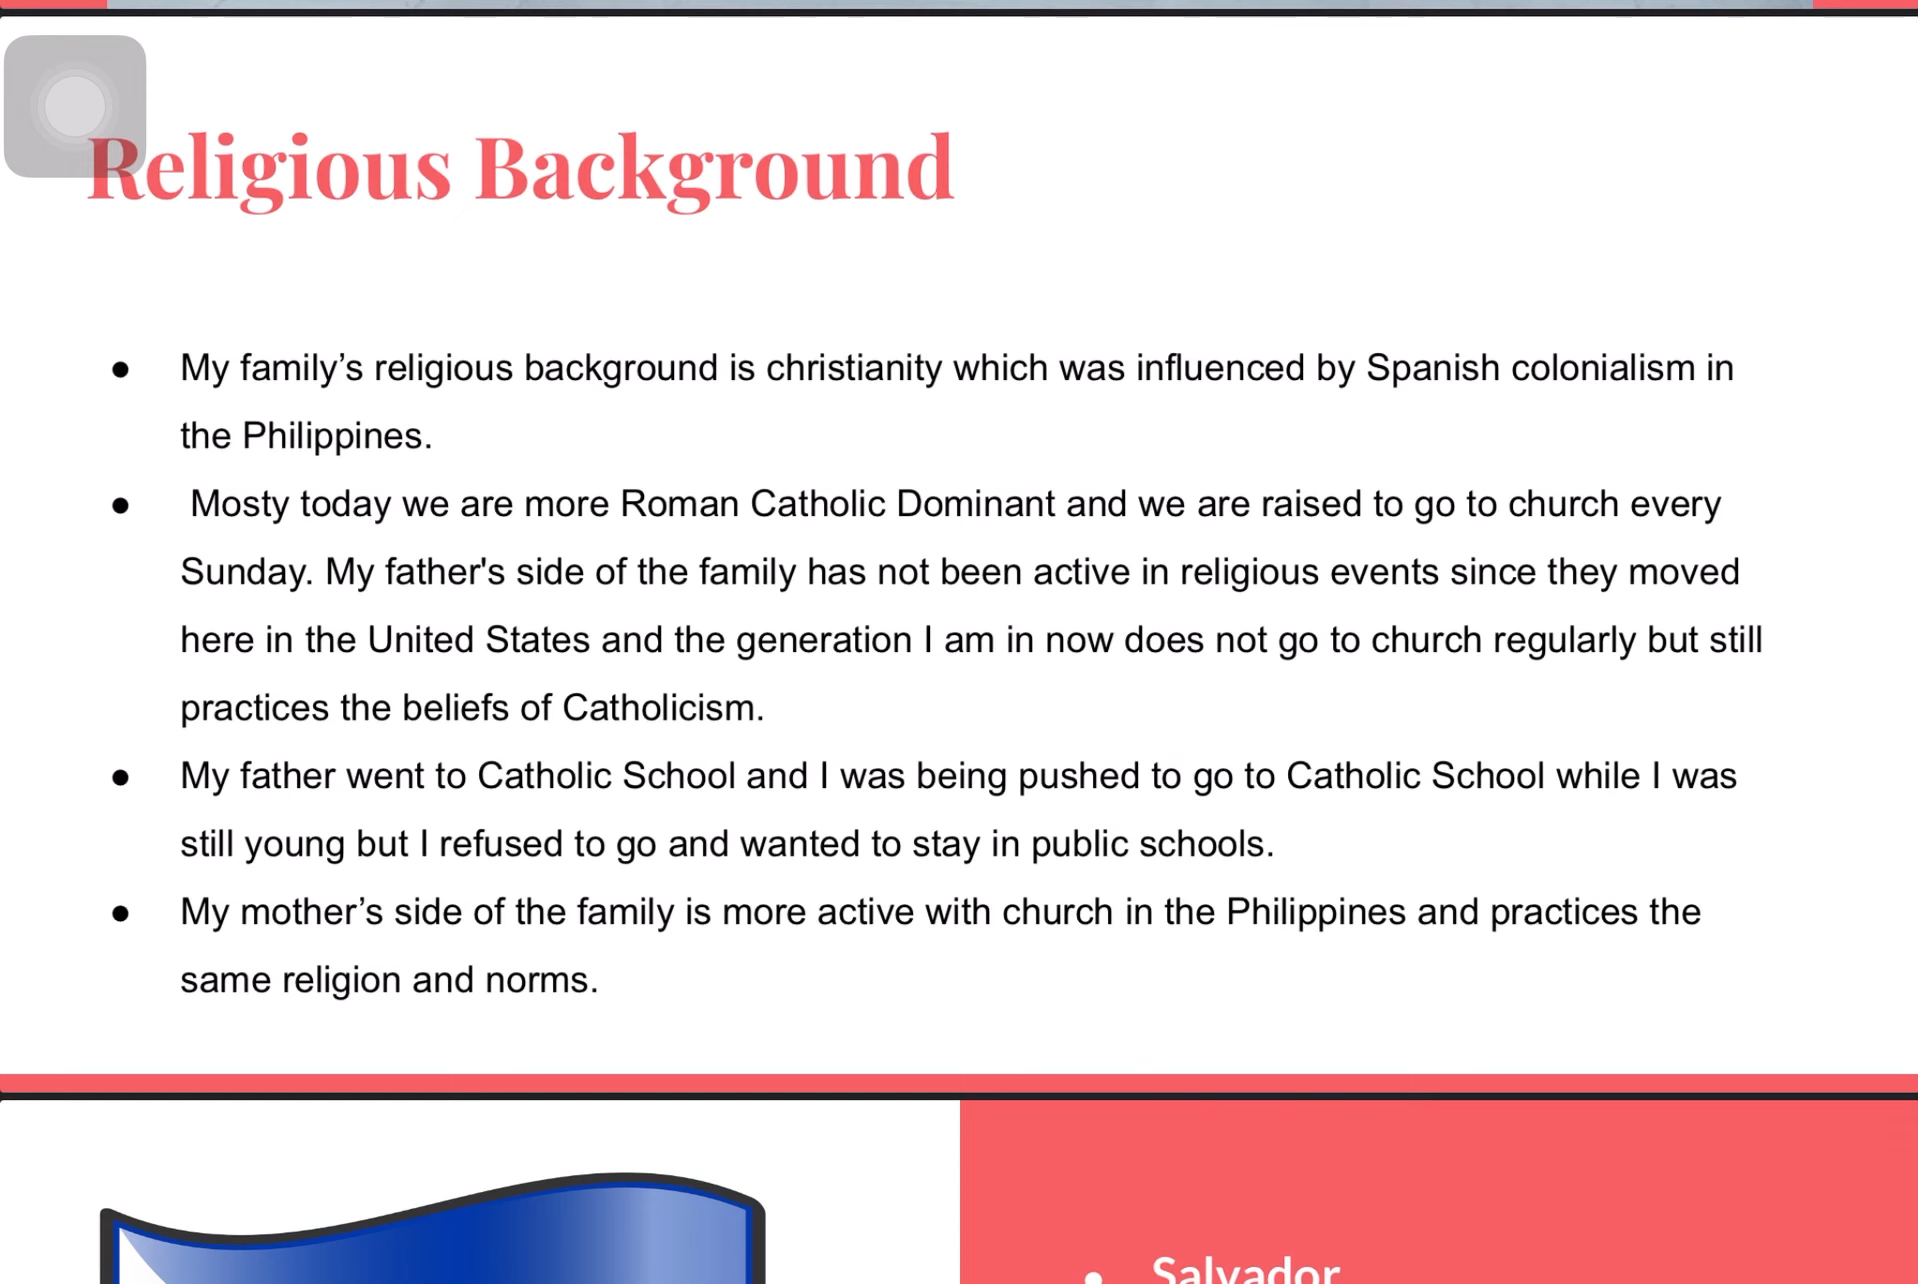 Religious Background
● My family’s religious background is christianity which was influenced by Spanish colonialism in
the Philippines.
● Mosty today we are more Roman Catholic Dominant and we are raised to go to church every
Sunday. My father's side of the family has not been active in religious events since they moved
here in the United States and the generation I am in now does not go to church regularly but still
practices the beliefs of Catholicism.
● My father went to Catholic School and I was being pushed to go to Catholic School while I was
still young but I refused to go and wanted to stay in public schools.
● My mother’s side of the family is more active with church in the Philippines and practices the
same religion and norms.
● Salvador